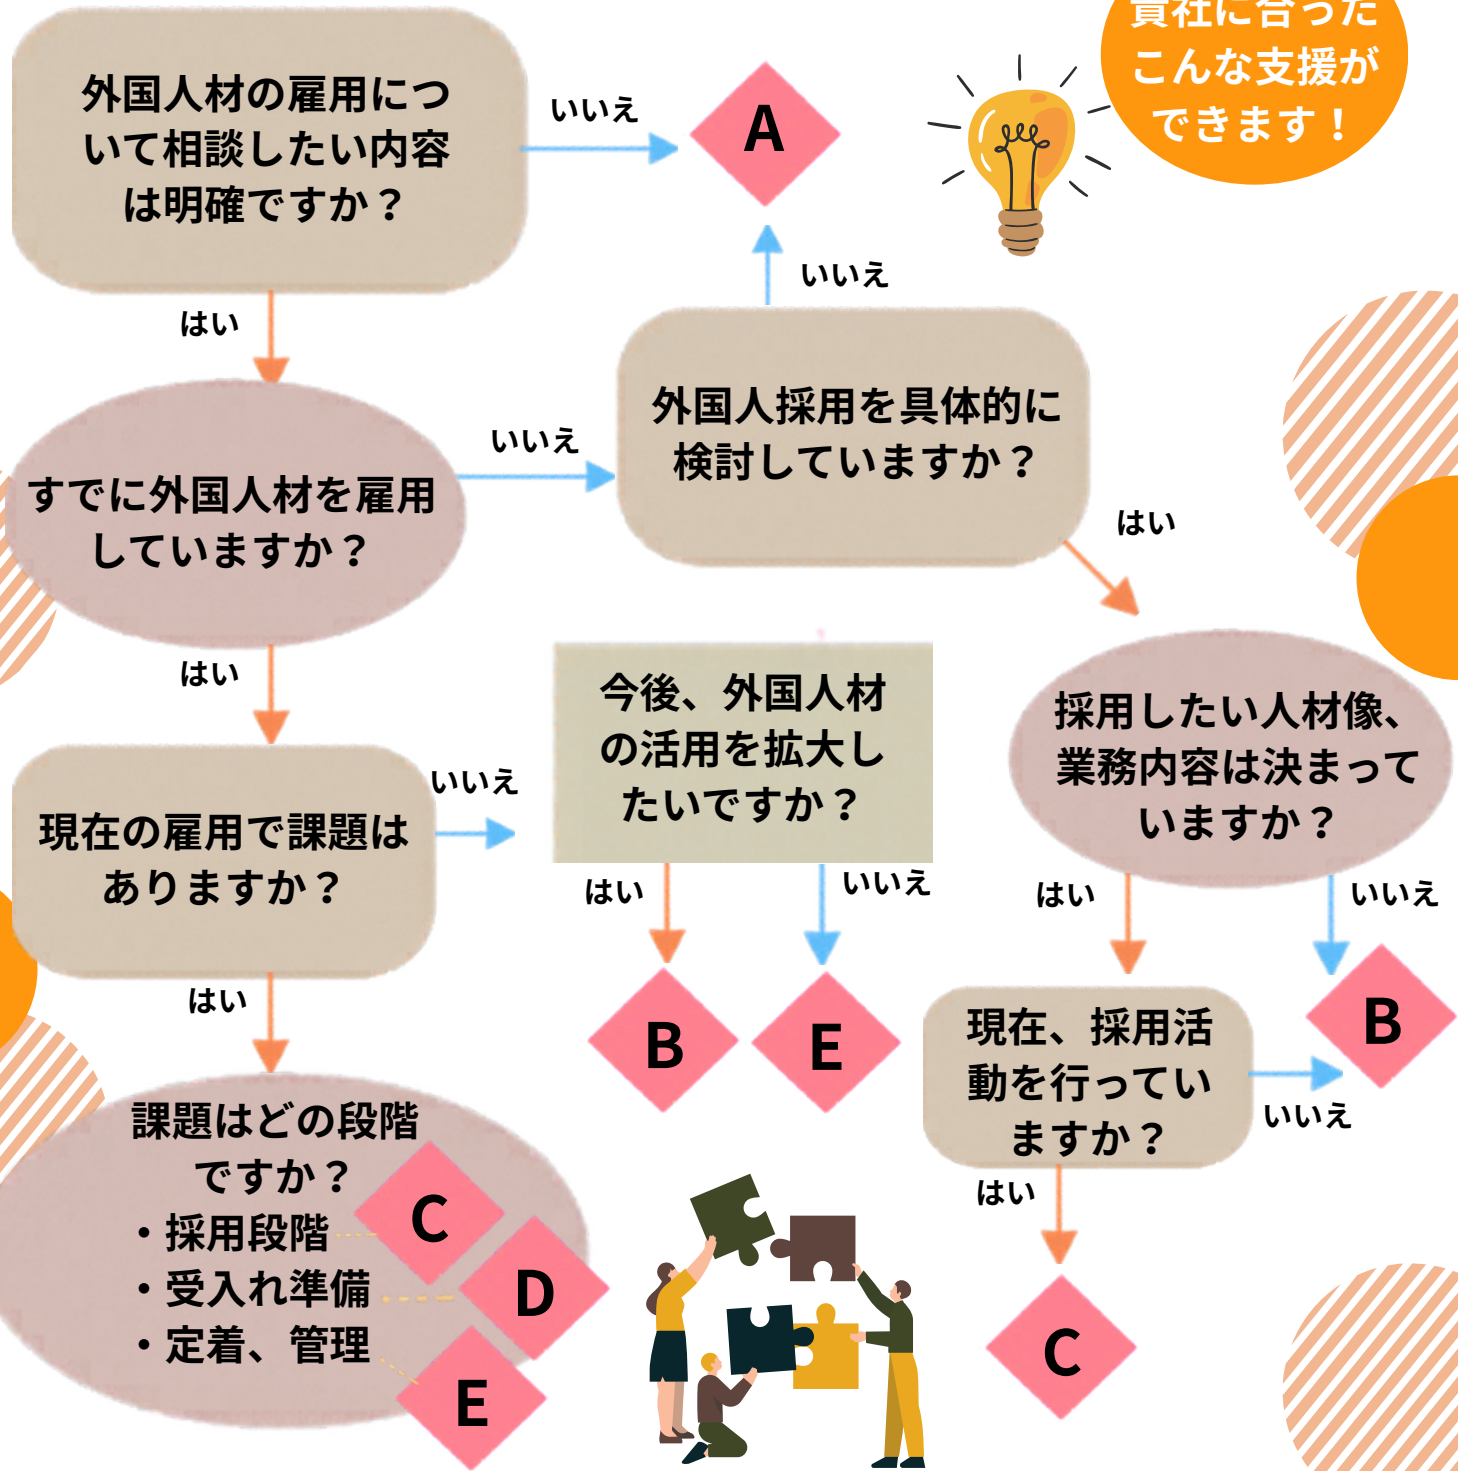 貴社に合った
こんな支援が
できます！
外国人材の雇用につ
いて相談したい内容
は明確ですか？
いいえ
A
はい
いいえ
外国人採用を具体的に
検討していますか？
すでに外国人材を雇用
していますか？
いいえ
はい
はい
今後、外国人材
の活用を拡大し
たいですか？
採用したい人材像、
業務内容は決まって
いますか？
現在の雇用で課題は
ありますか？
いいえ
はい
いいえ
はい
いいえ
はい
B
E
現在、採用活
動を行ってい
ますか？
B
いいえ
はい
課題はどの段階
ですか？
・採用段階
・受入れ準備
・定着、管理
C
D
E
C